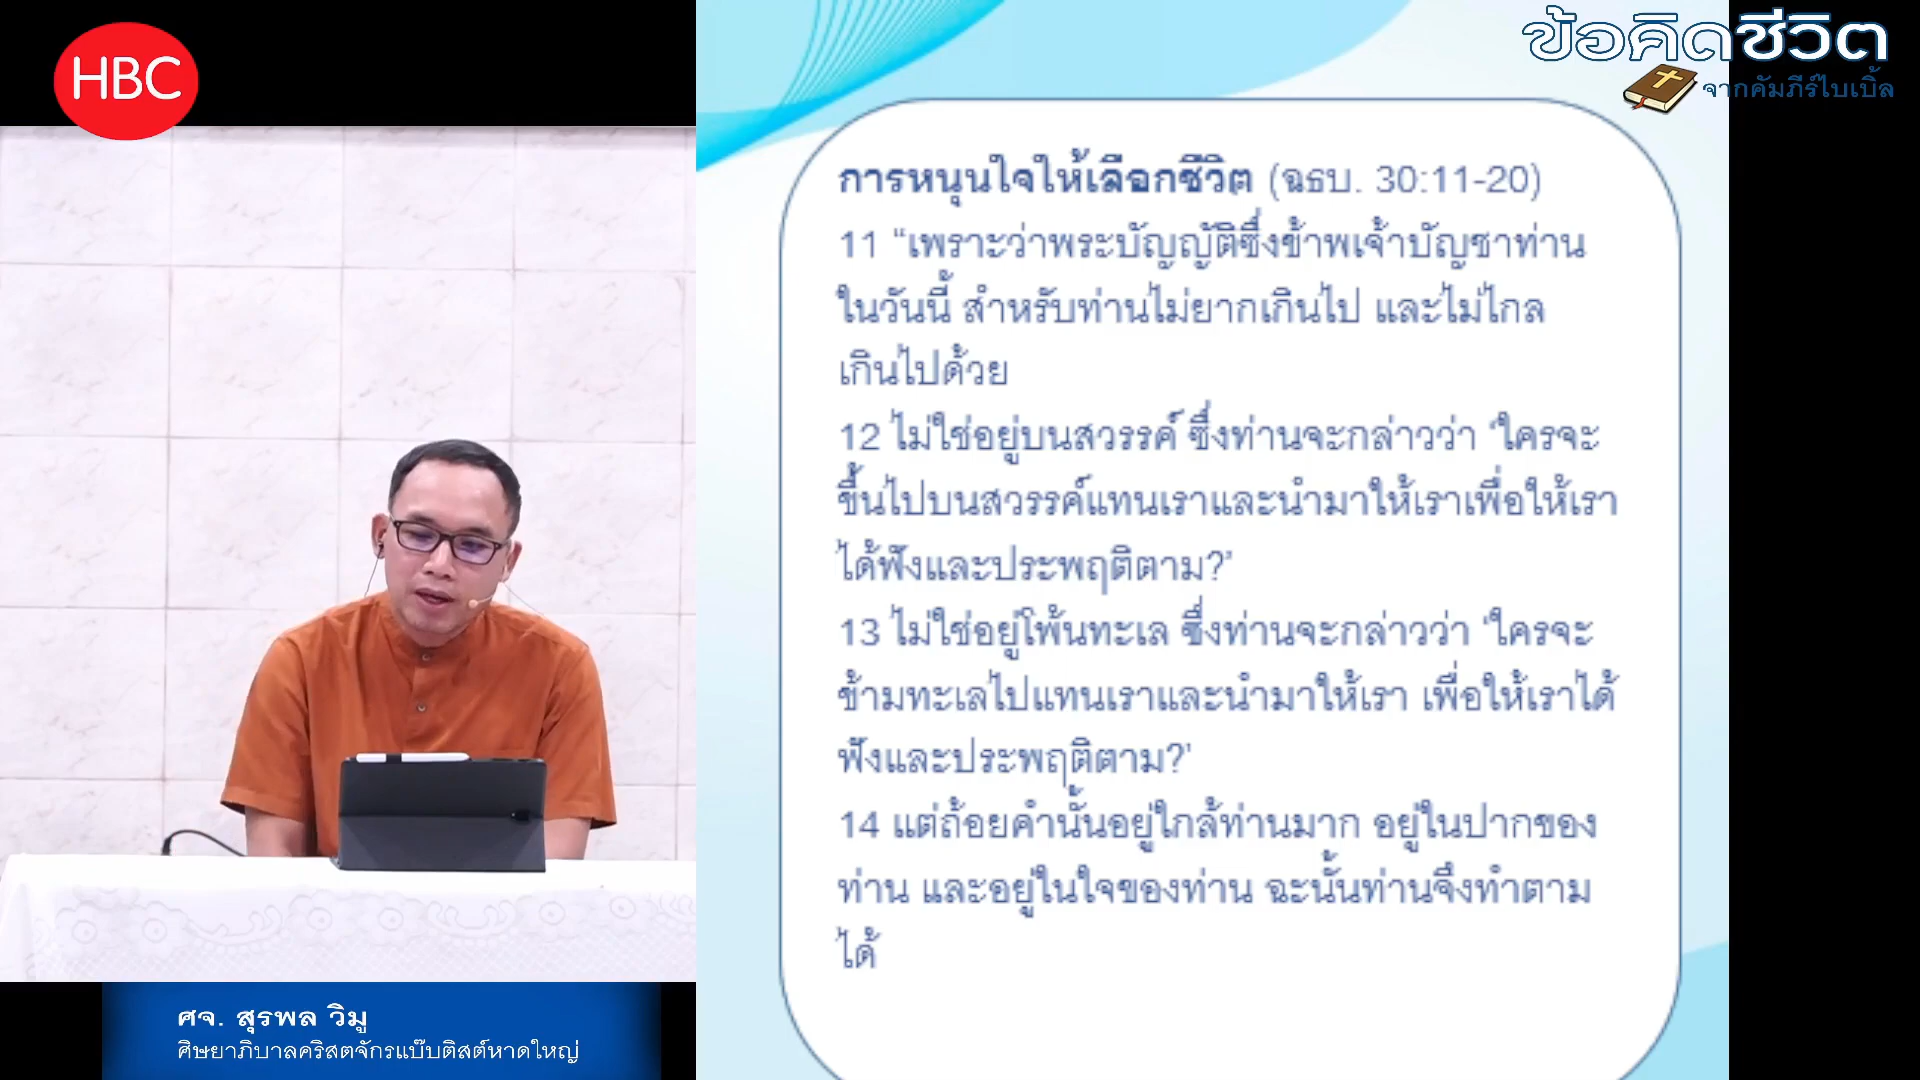 HBC
ข้อคิดชีวิต
จากคัมภีร์ไบเบิ้ล
การหนุนใจให้เลือกชีวิต (ฉธบ. 30:11-20)
11 “เพราะว่าพระบัญญัติซึ่งข้าพเจ้าบัญชาท่าน
ในวันนี้ สำหรับท่านไม่ยากเกินไป และไม่ไกล
เกินไปด้วย
12 ไม่ใช่อยู่บนสวรรค์ ซึ่งท่านจะกล่าวว่า ‘ใครจะ
ขึ้นไปบนสวรรค์แทนเราและนำมาให้เราเพื่อให้เรา
ได้ฟังและประพฤติตาม?’
13 ไม่ใช่อยู่โพ้นทะเล ซึ่งท่านจะกล่าวว่า ‘ใครจะ
ข้ามทะเลไปแทนเราและนำมาให้เรา เพื่อให้เราได้
ฟังและประพฤติตาม?’
14 แต่ถ้อยคำนั้นอยู่ใกล้ท่านมาก อยู่ในปากของ
ท่าน และอยู่ในใจของท่าน ฉะนั้นท่านจึงทำตาม
ได้
ศจ. สุรพล วิมู
ศิษยาภิบาลคริสตจักรแบ๊บติสต์หาดใหญ่